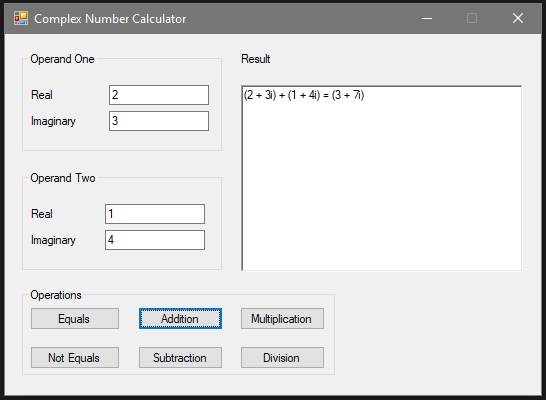 Complex Number Calculator
Operand One
Real 2
Imaginary 3
Operand Two
Real 1
Imaginary 4
Result
(2 + 3i) + (1 + 4i) = (3 + 7i)
Operations
Equals Addition Multiplication
Not Equals Subtraction Division